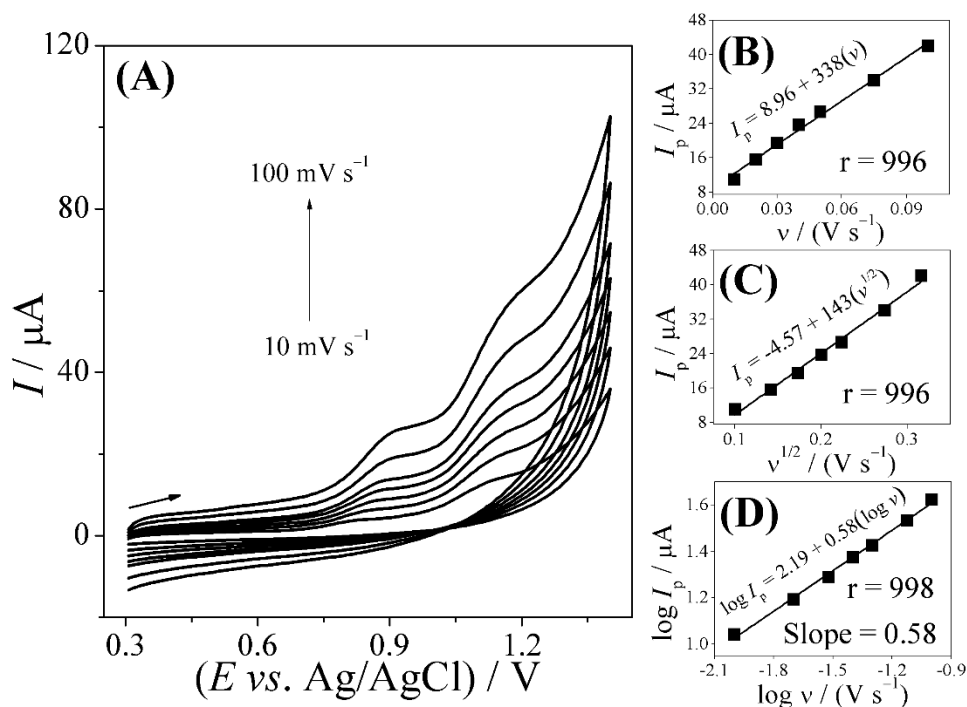 (A)
120
80
40
0
I / μA
100 mV s⁻¹
10 mV s⁻¹
0.3 0.6 0.9 1.2
(E vs. Ag/AgCl) / V
(B)
48
40
32
24
16
8
I_p / μA
I_p = 8.96 + 338(ν)
r = 996
0.00 0.03 0.06 0.09
ν / (V s⁻¹)
(C)
48
40
32
24
16
8
I_p / μA
I_p = -4.57 + 143(ν^1/2)
r = 996
0.1 0.2 0.3
ν^1/2 / (V s⁻¹)
(D)
1.6
1.4
1.2
1.0
log I_p / μA
log I_p = 2.19 + 0.58(log ν)
r = 998
Slope = 0.58
-2.1 -1.8 -1.5 -1.2 -0.9
log ν / (V s⁻¹)